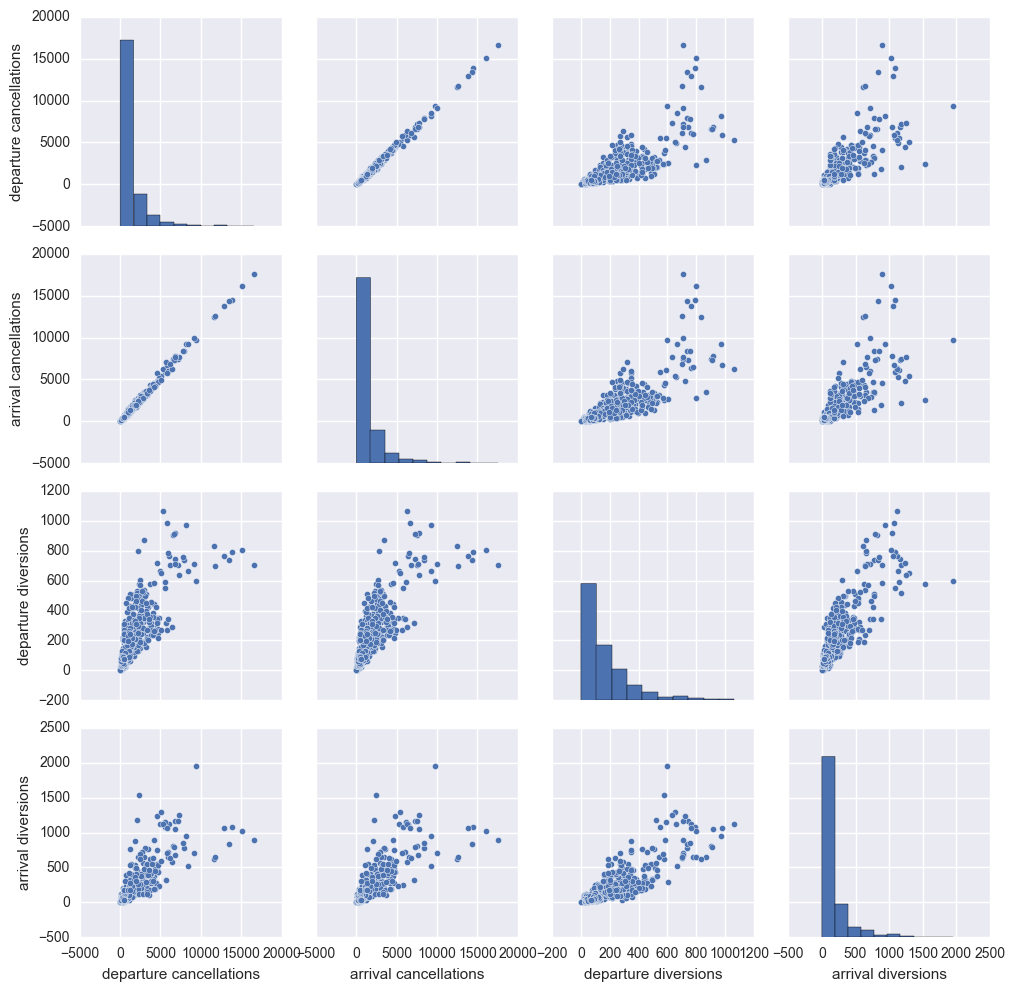 20000
15000
10000
5000
0
−5000
departure cancellations
20000
15000
10000
5000
0
−5000
arrival cancellations
1200
1000
800
600
400
200
0
−200
departure diversions
2500
2000
1500
1000
500
0
−500
arrival diversions
−5000 0 5000 10000 15000 20000
−5000 0 5000 10000 15000 20000
−200 0 200 400 600 800 1000 1200
−500 0 500 1000 1500 2000 2500
departure cancellations
arrival cancellations
departure diversions
arrival diversions